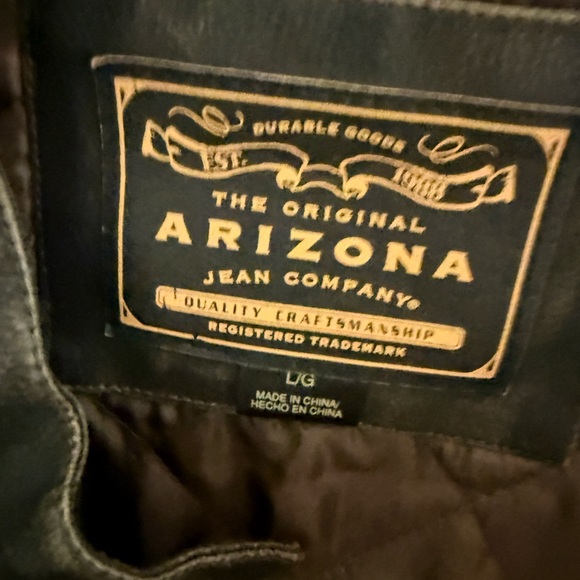 DURABLE GOODS
EST. 1988
THE ORIGINAL
ARIZONA
JEAN COMPANY®
QUALITY CRAFTSMANSHIP
REGISTERED TRADEMARK
L/G
MADE IN CHINA/
HECHO EN CHINA